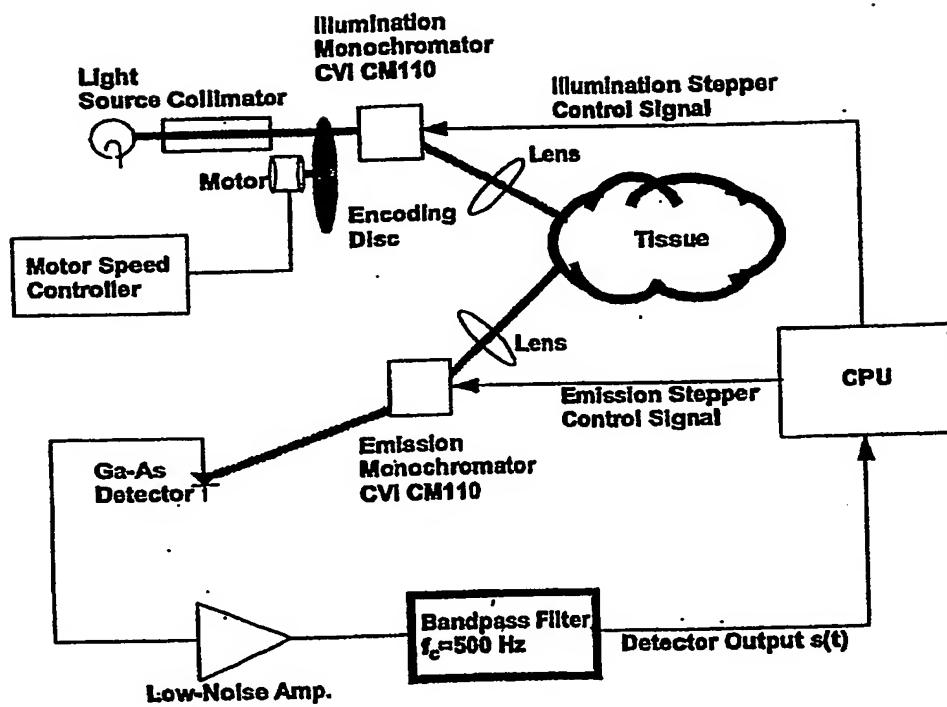 Illumination
Monochromator
CVI CM110
Light
Source Collimator
Illumination Stepper
Control Signal
Lens
Motor
Encoding
Disc
Tissue
Motor Speed
Controller
Lens
CPU
Emission Stepper
Control Signal
Emission
Monochromator
CVI CM110
Ga-As
Detector
Bandpass Filter
fc=500 Hz
Detector Output s(t)
Low-Noise Amp.